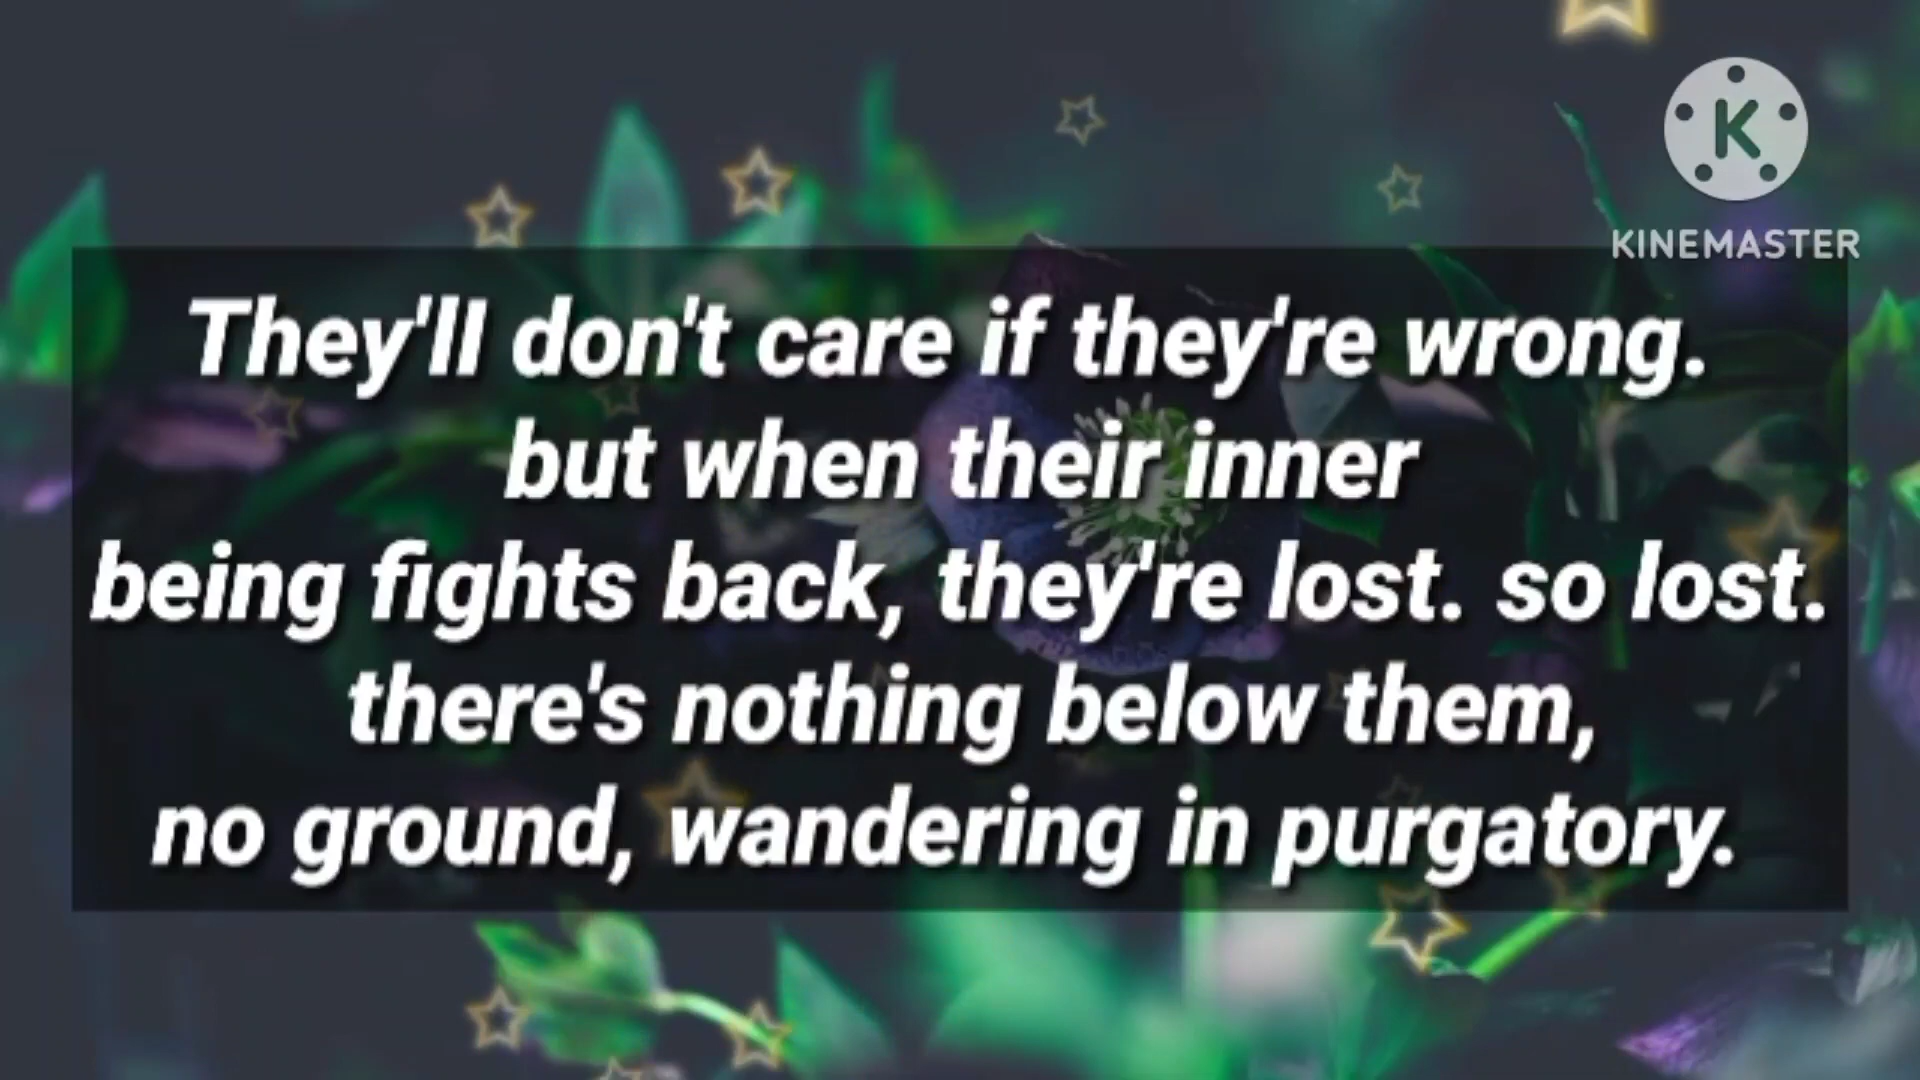 K
KINEMASTER
They'll don't care if they're wrong.
but when their inner
being fights back, they're lost. so lost.
there's nothing below them,
no ground, wandering in purgatory.